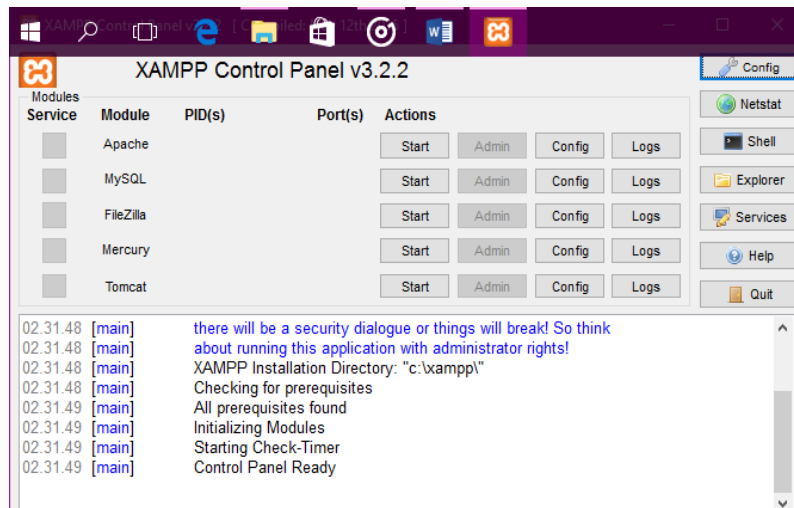 XAMPP Control Panel v3.2.2
Modules
Service Module PID(s) Port(s) Actions
Apache Start Admin Config Logs
MySQL Start Admin Config Logs
FileZilla Start Admin Config Logs
Mercury Start Admin Config Logs
Tomcat Start Admin Config Logs
Config
Netstat
Shell
Explorer
Services
Help
Quit
02.31.48 [main] there will be a security dialogue or things will break! So think
02.31.48 [main] about running this application with administrator rights!
02.31.48 [main] XAMPP Installation Directory: "c:\xampp\"
02.31.48 [main] Checking for prerequisites
02.31.49 [main] All prerequisites found
02.31.49 [main] Initializing Modules
02.31.49 [main] Starting Check-Timer
02.31.49 [main] Control Panel Ready